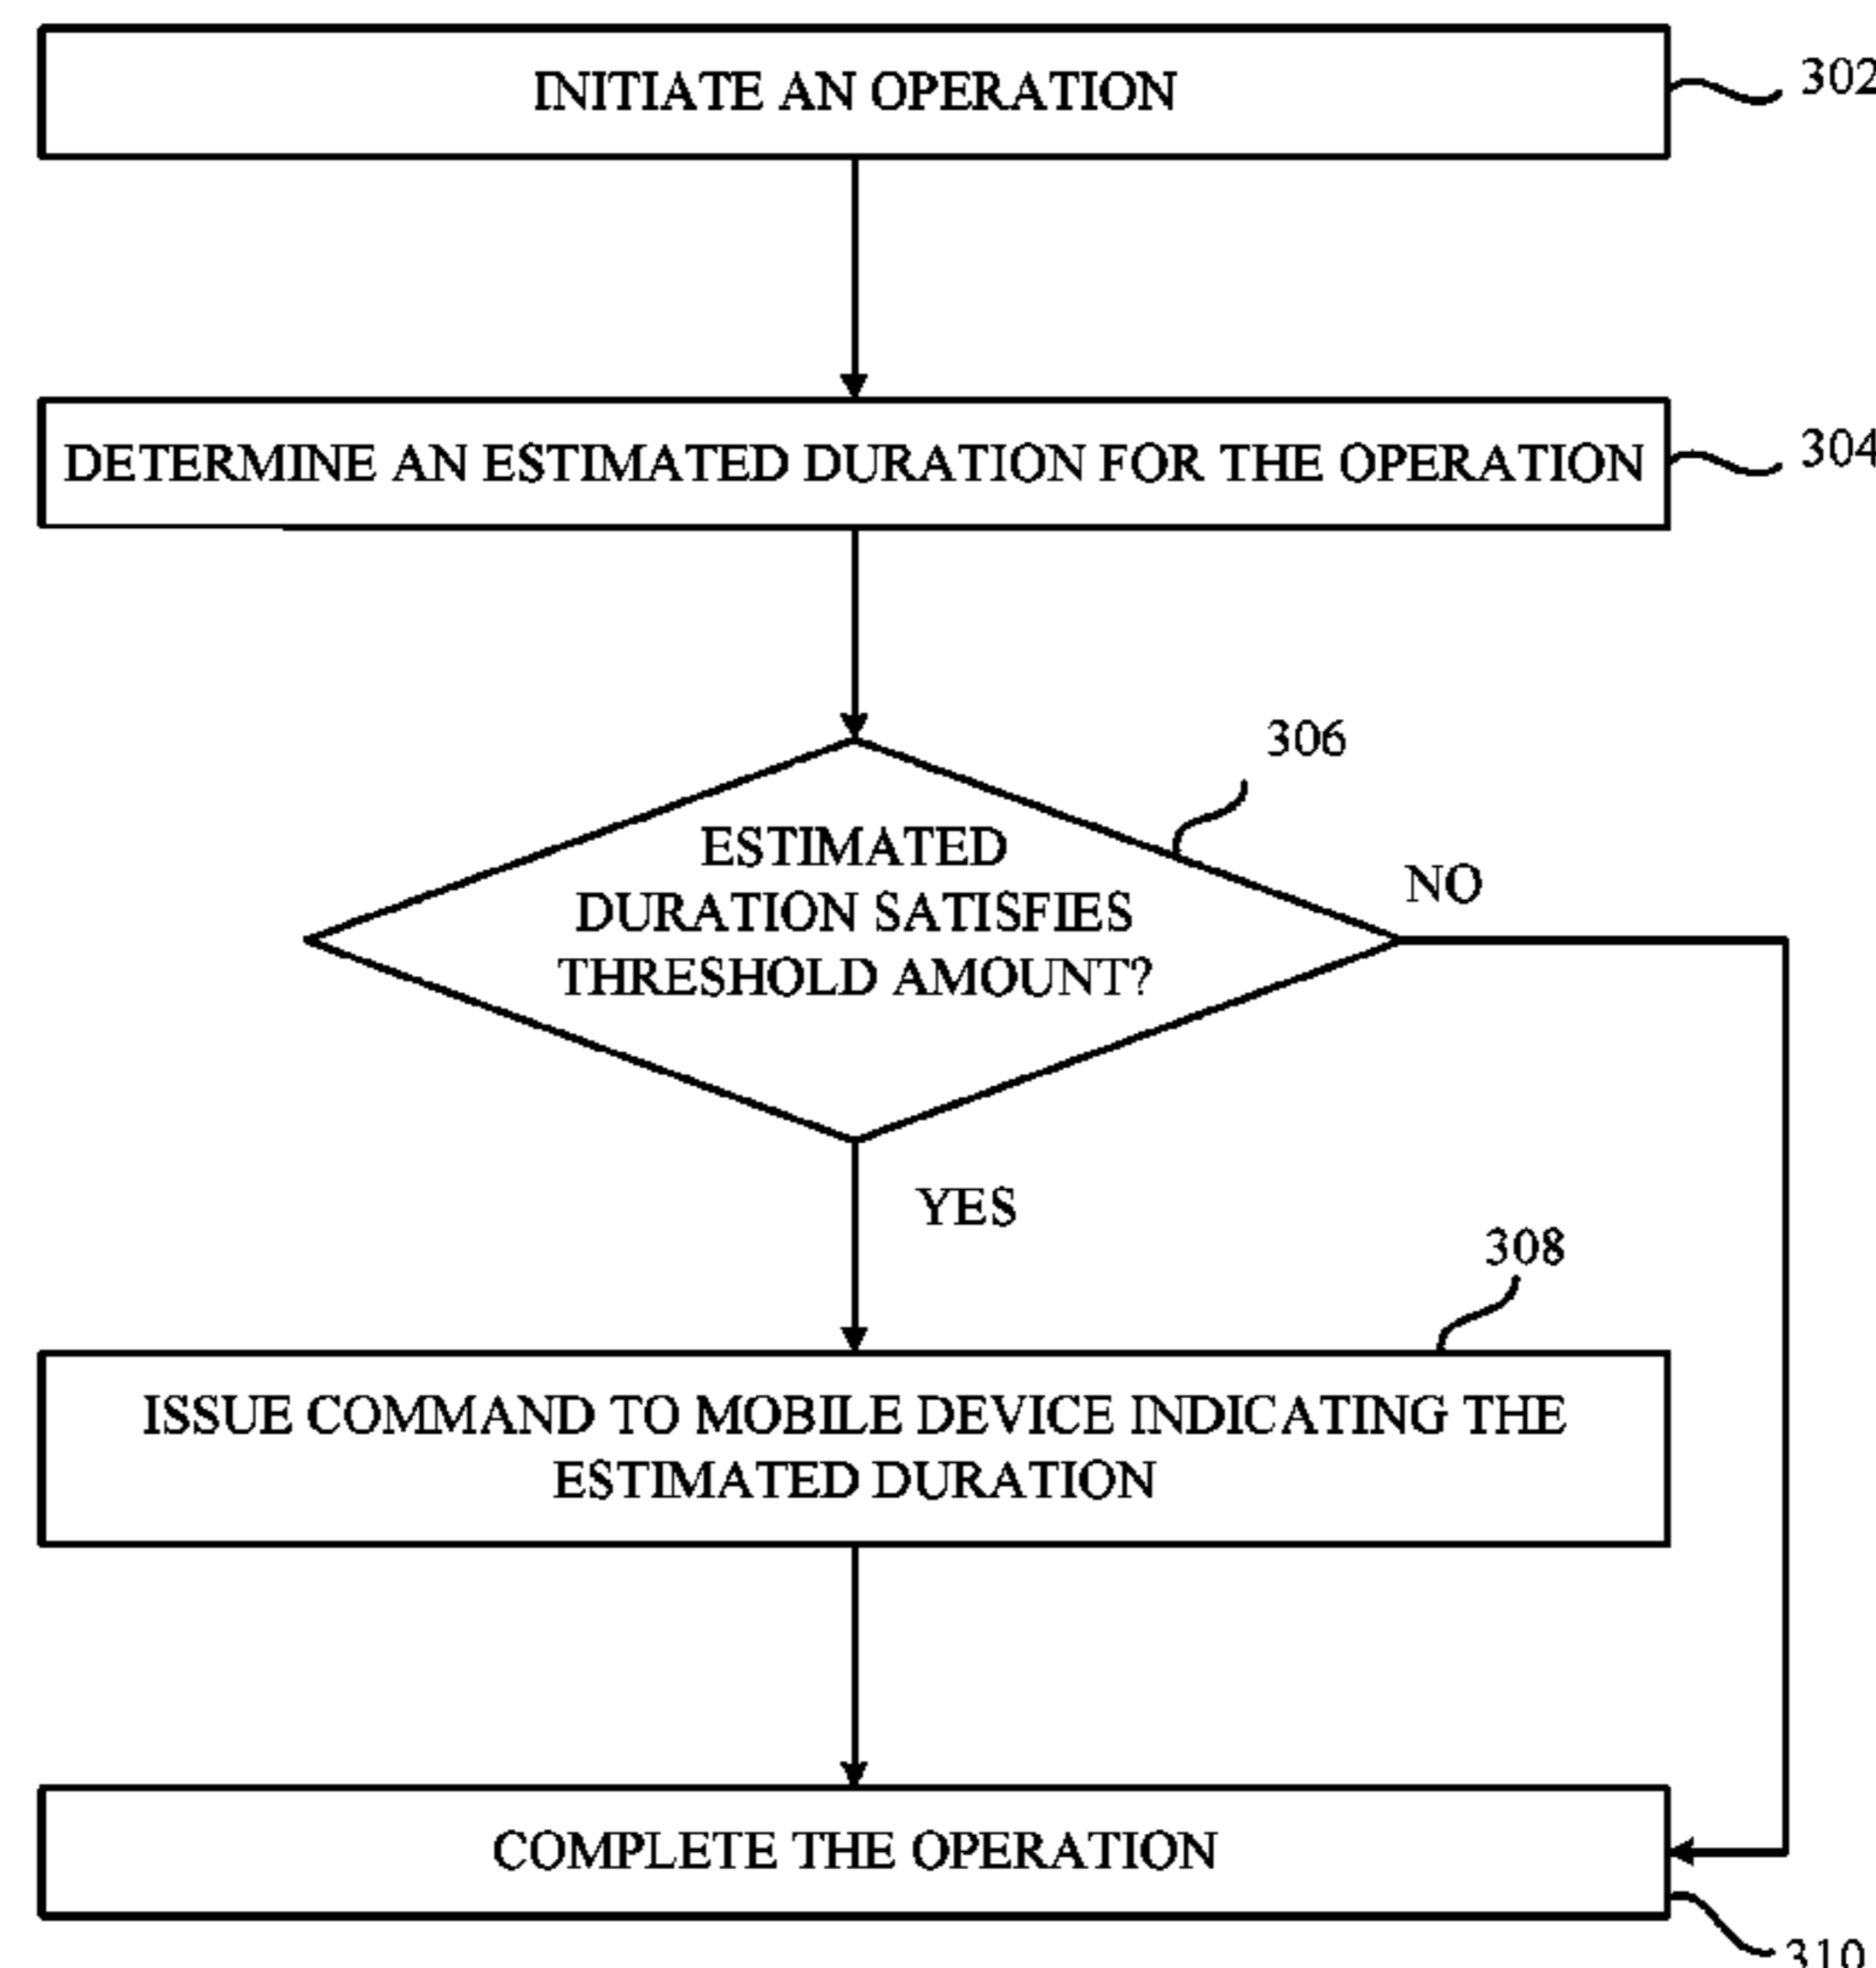 INITIATE AN OPERATION
302
DETERMINE AN ESTIMATED DURATION FOR THE OPERATION
304
306
ESTIMATED
DURATION SATISFIES
THRESHOLD AMOUNT?
NO
YES
308
ISSUE COMMAND TO MOBILE DEVICE INDICATING THE
ESTIMATED DURATION
COMPLETE THE OPERATION
310